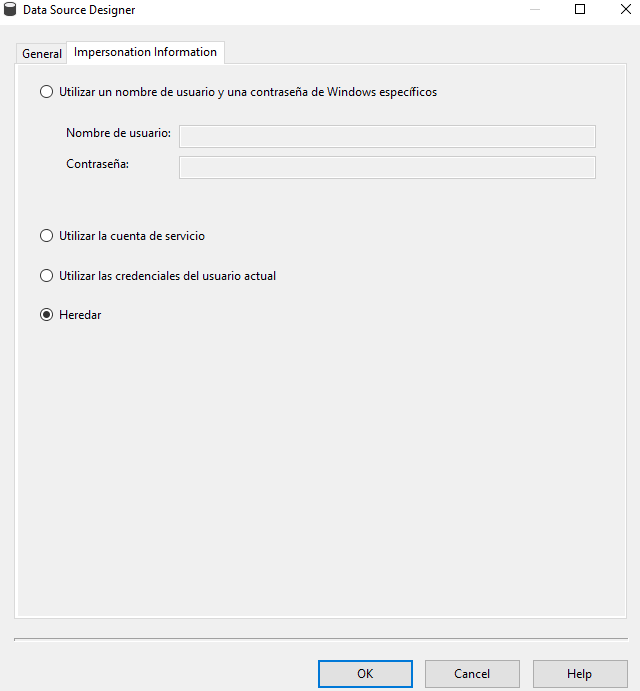 Data Source Designer
General
Impersonation Information
Utilizar un nombre de usuario y una contraseña de Windows específicos
Nombre de usuario:
Contraseña:
Utilizar la cuenta de servicio
Utilizar las credenciales del usuario actual
Heredar
OK
Cancel
Help